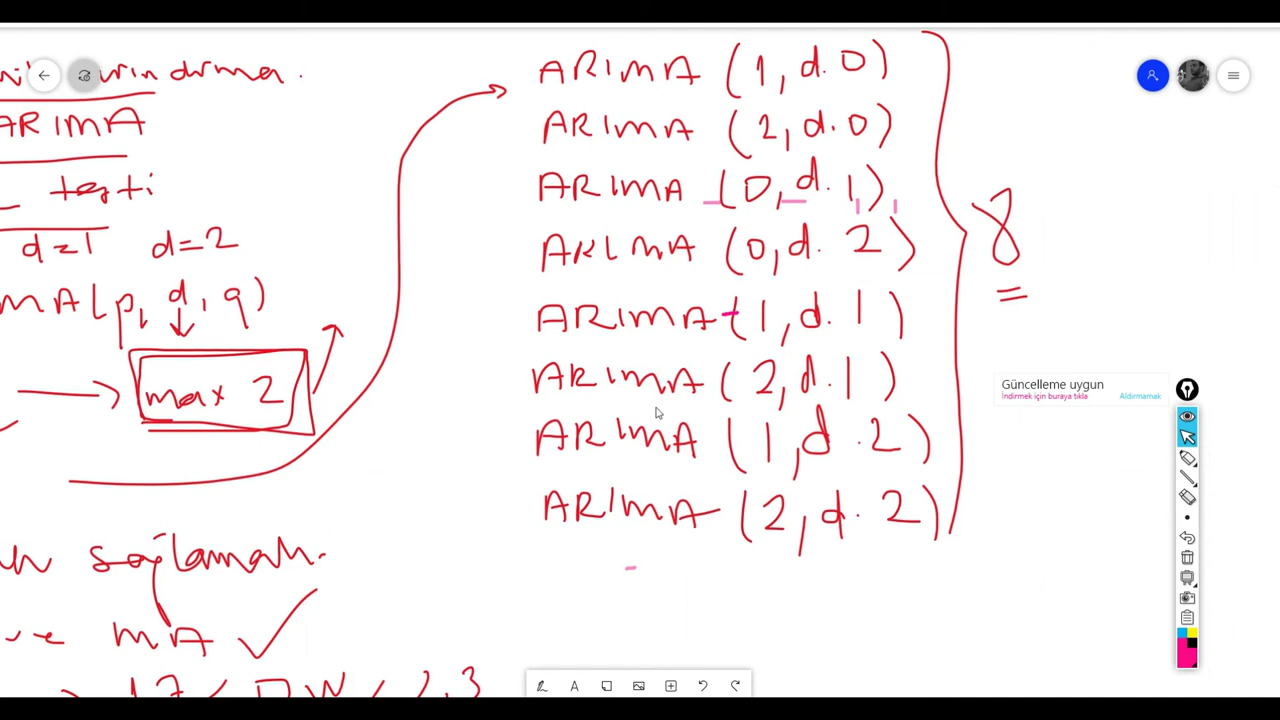 ARIMA
testi
d=1 d=2
MA(p, d, q)
max 2
sağlamalı.
ve MA ✓
ARIMA (1, d. 0)
ARIMA (2, d. 0)
ARIMA (0, d. 1)
ARIMA (0, d. 2)
ARIMA (1, d. 1)
ARIMA (2, d. 1)
ARIMA (1, d. 2)
ARIMA (2, d. 2)
8
Güncelleme uygun
İndirmek için buraya tıkla Aldırmamak